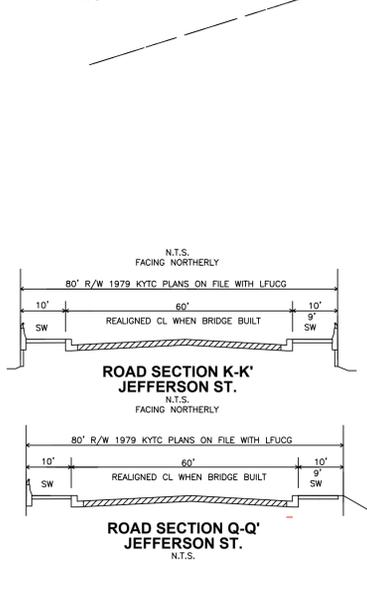 N.T.S.
FACING NORTHERLY
80' R/W 1979 KYTC PLANS ON FILE WITH LFUCG
10' 60' 10'
REALIGNED CL WHEN BRIDGE BUILT 9'
SW SW
ROAD SECTION K-K'
JEFFERSON ST.
N.T.S.
FACING NORTHERLY
80' R/W 1979 KYTC PLANS ON FILE WITH LFUCG
10' 60' 10'
REALIGNED CL WHEN BRIDGE BUILT 9'
SW SW
ROAD SECTION Q-Q'
JEFFERSON ST.
N.T.S.